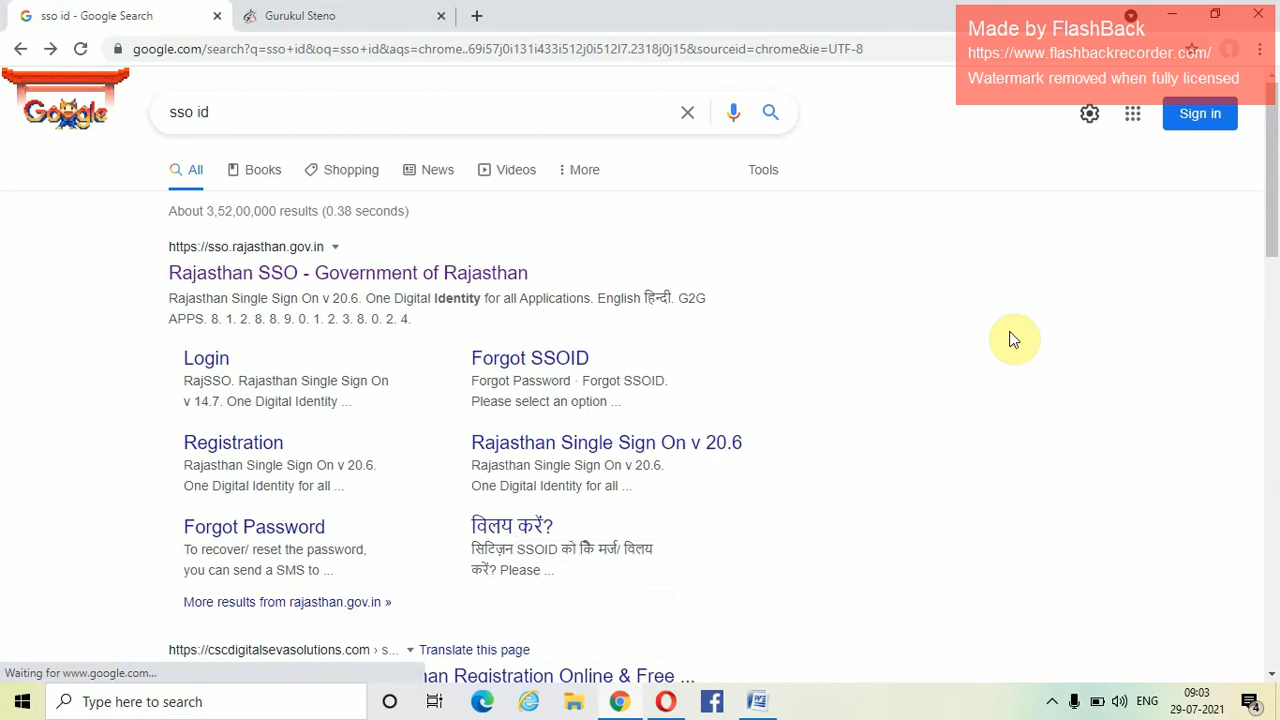 sso id - Google Search
Gurukul Steno
Made by FlashBack
https://www.flashbackrecorder.com/
Watermark removed when fully licensed
google.com/search?q=sso+id&oq=sso+id&aqs=chrome..69i57j0i131i433i512j0i512l7.2318j0j15&sourceid=chrome&ie=UTF-8
Google
sso id
Sign in
All
Books
Shopping
News
Videos
More
Tools
About 3,52,00,000 results (0.38 seconds)
https://sso.rajasthan.gov.in
Rajasthan SSO - Government of Rajasthan
Rajasthan Single Sign On v 20.6. One Digital Identity for all Applications. English हिन्दी. G2G
APPS. 8. 1. 2. 8. 8. 9. 0. 1. 2. 3. 8. 0. 2. 4.
Login
RajSSO. Rajasthan Single Sign On
v 14.7. One Digital Identity ...
Forgot SSOID
Forgot Password · Forgot SSOID.
Please select an option ...
Registration
Rajasthan Single Sign On v 20.6.
One Digital Identity for all ...
Rajasthan Single Sign On v 20.6
Rajasthan Single Sign On v 20.6.
One Digital Identity for all ...
Forgot Password
To recover/ reset the password,
you can send a SMS to ...
विलय करें?
सिटिज़न SSOID को मर्ज/ विलय
करें? Please ...
More results from rajasthan.gov.in »
https://cscdigitalsevasolutions.com › s...
Translate this page
an Registration Online & Free ...
Waiting for www.google.com...
Type here to search
ENG
09:03
29-07-2021
4